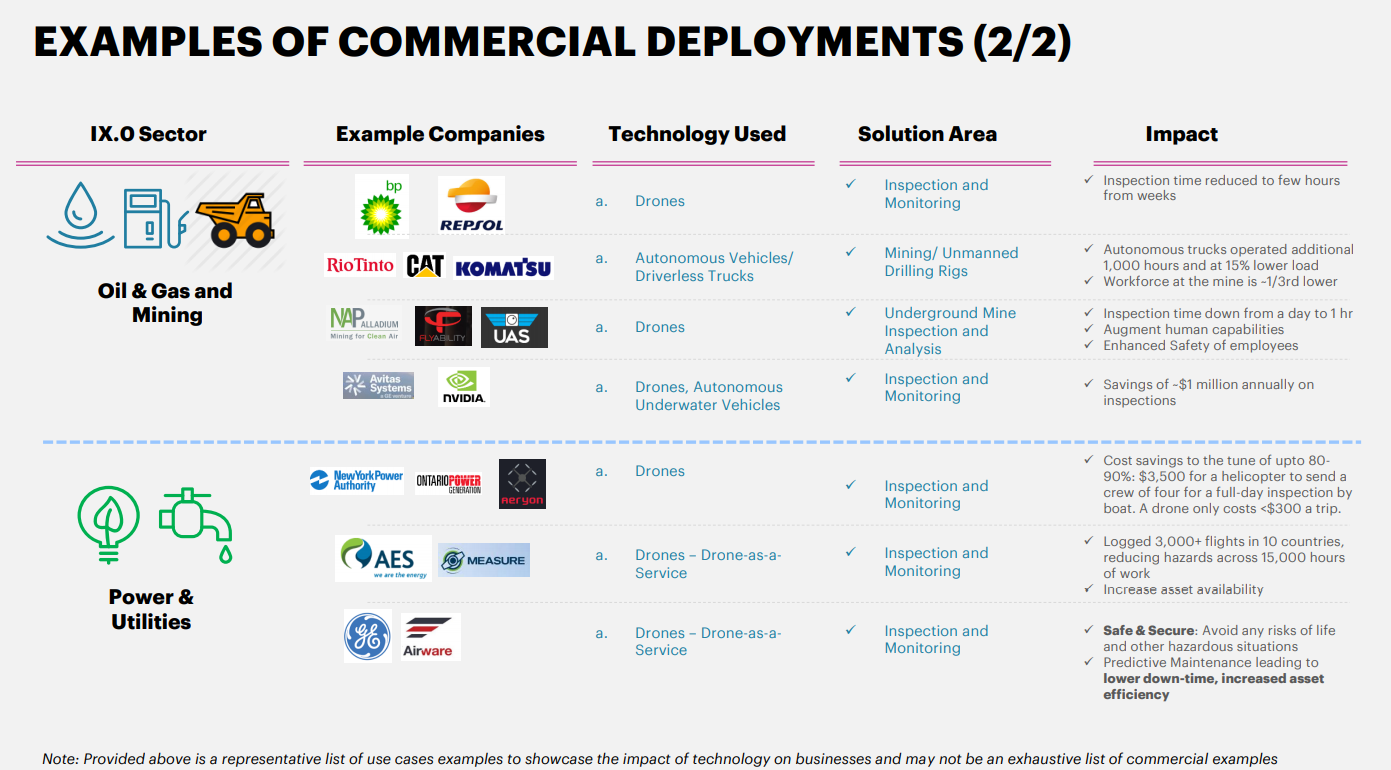 EXAMPLES OF COMMERCIAL DEPLOYMENTS (2/2)
IX.0 Sector
Example Companies
Technology Used
Solution Area
Impact
Oil & Gas and
Mining
bp
REPSOL
a. Drones
✓ Inspection and
Monitoring
✓ Inspection time reduced to few hours
from weeks
RioTinto
CAT
KOMATSU
a. Autonomous Vehicles/
Driverless Trucks
✓ Mining/ Unmanned
Drilling Rigs
✓ Autonomous trucks operated additional
1,000 hours and at 15% lower load
✓ Workforce at the mine is ~1/3rd lower
NAPALLADIUM
Mining for Clean Air
FLYABILITY
UAS
a. Drones
✓ Underground Mine
Inspection and
Analysis
✓ Inspection time down from a day to 1 hr
✓ Augment human capabilities
✓ Enhanced Safety of employees
Avitas
Systems
a GE venture
NVIDIA.
a. Drones, Autonomous
Underwater Vehicles
✓ Inspection and
Monitoring
✓ Savings of ~$1 million annually on
inspections
Power &
Utilities
NewYorkPower
Authority
ONTARIOPOWER
GENERATION
aeryon
a. Drones
✓ Inspection and
Monitoring
✓ Cost savings to the tune of upto 80-
90%: $3,500 for a helicopter to send a
crew of four for a full-day inspection by
boat. A drone only costs <$300 a trip.
AES
we are the energy
MEASURE
a. Drones – Drone-as-a-
Service
✓ Inspection and
Monitoring
✓ Logged 3,000+ flights in 10 countries,
reducing hazards across 15,000 hours
of work
✓ Increase asset availability
GE
Airware
a. Drones – Drone-as-a-
Service
✓ Inspection and
Monitoring
✓ Safe & Secure: Avoid any risks of life
and other hazardous situations
✓ Predictive Maintenance leading to
lower down-time, increased asset
efficiency
Note: Provided above is a representative list of use cases examples to showcase the impact of technology on businesses and may not be an exhaustive list of commercial examples